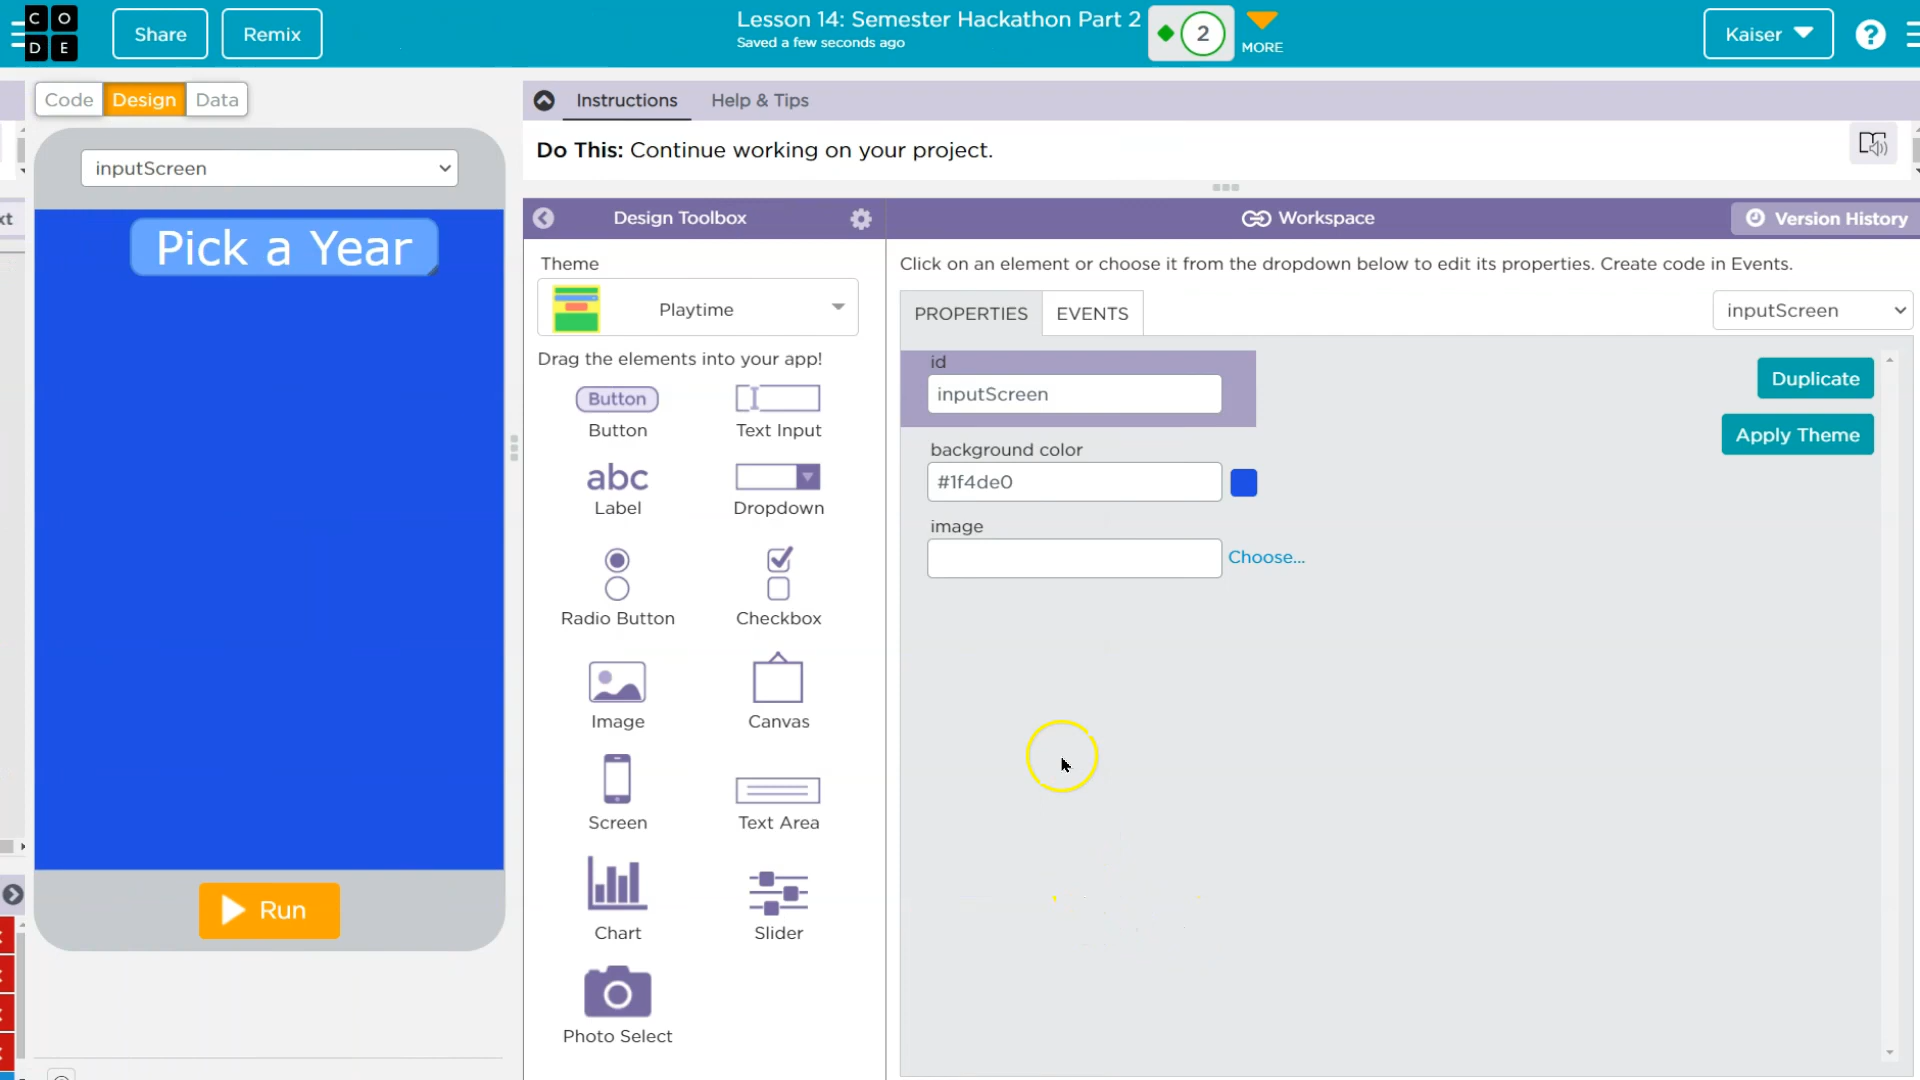 C O
D E
Share
Remix
Lesson 14: Semester Hackathon Part 2
Saved a few seconds ago
2
MORE
Kaiser
?
Code
Design
Data
inputScreen
Pick a Year
Run
Instructions
Help & Tips
Do This: Continue working on your project.
xt
Design Toolbox
Workspace
Version History
Theme
Playtime
Drag the elements into your app!
Button
Button
Text Input
abc
Label
Dropdown
Radio Button
Checkbox
Image
Canvas
Screen
Text Area
Chart
Slider
Photo Select
Click on an element or choose it from the dropdown below to edit its properties. Create code in Events.
PROPERTIES
EVENTS
inputScreen
id
inputScreen
Duplicate
Apply Theme
background color
#1f4de0
image
Choose...